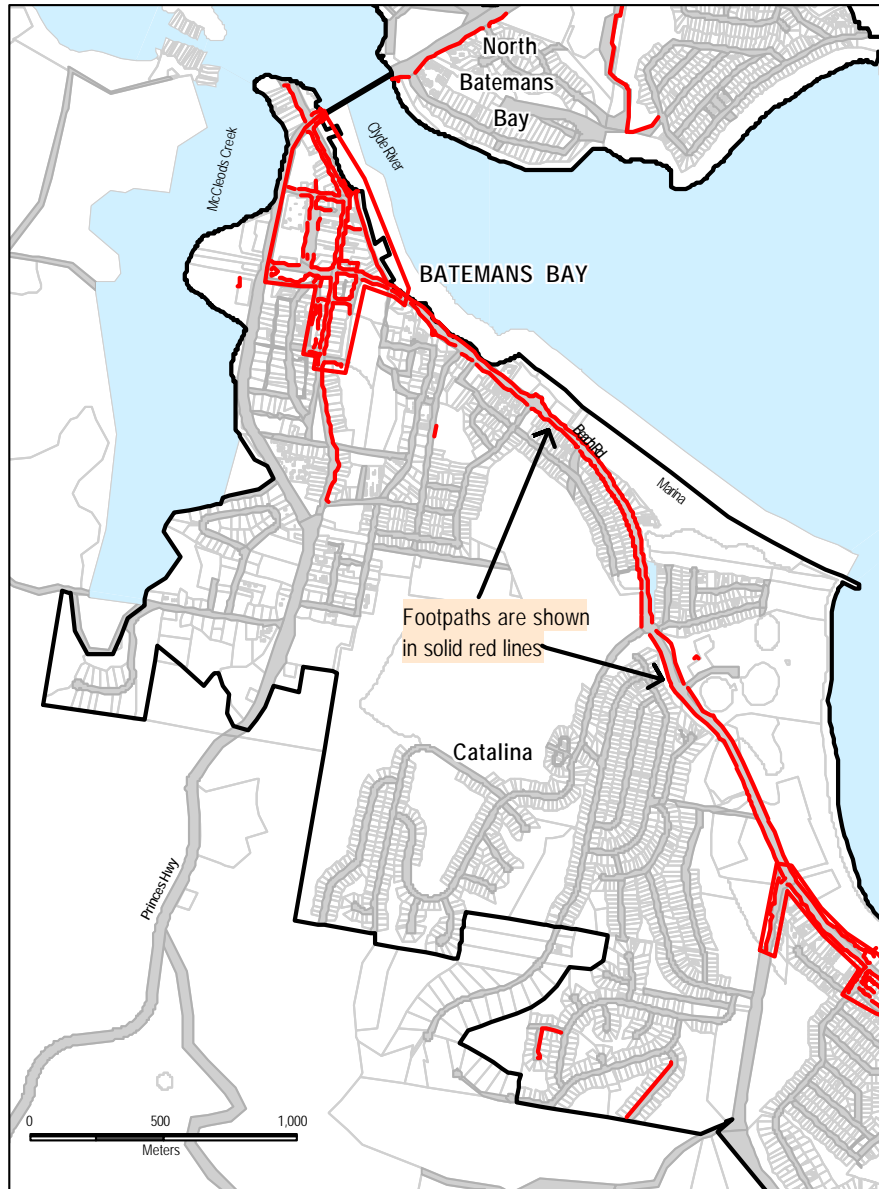 North
Batemans
Bay
McCleods Creek
Clyde River
BATEMANS BAY
Beach Rd
Marina
Footpaths are shown
in solid red lines
Catalina
Princes Hwy
0 500 1,000
Meters